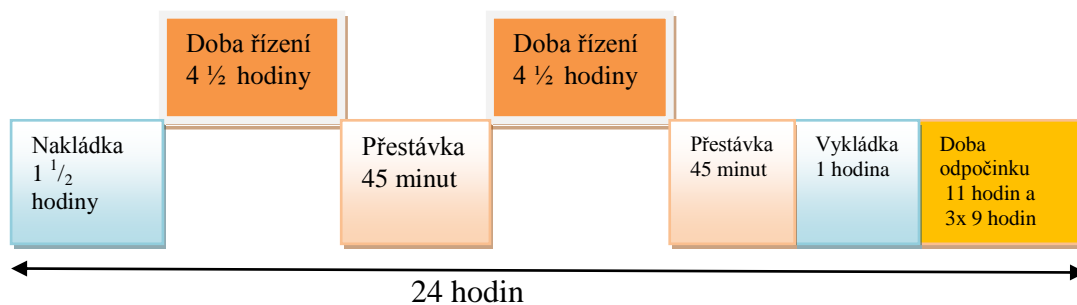 Doba řízení
4 ½ hodiny
Doba řízení
4 ½ hodiny
Nakládka
1 1/2
hodiny
Přestávka
45 minut
Přestávka
45 minut
Vykládka
1 hodina
Doba
odpočinku
11 hodin a
3x 9 hodin
24 hodin